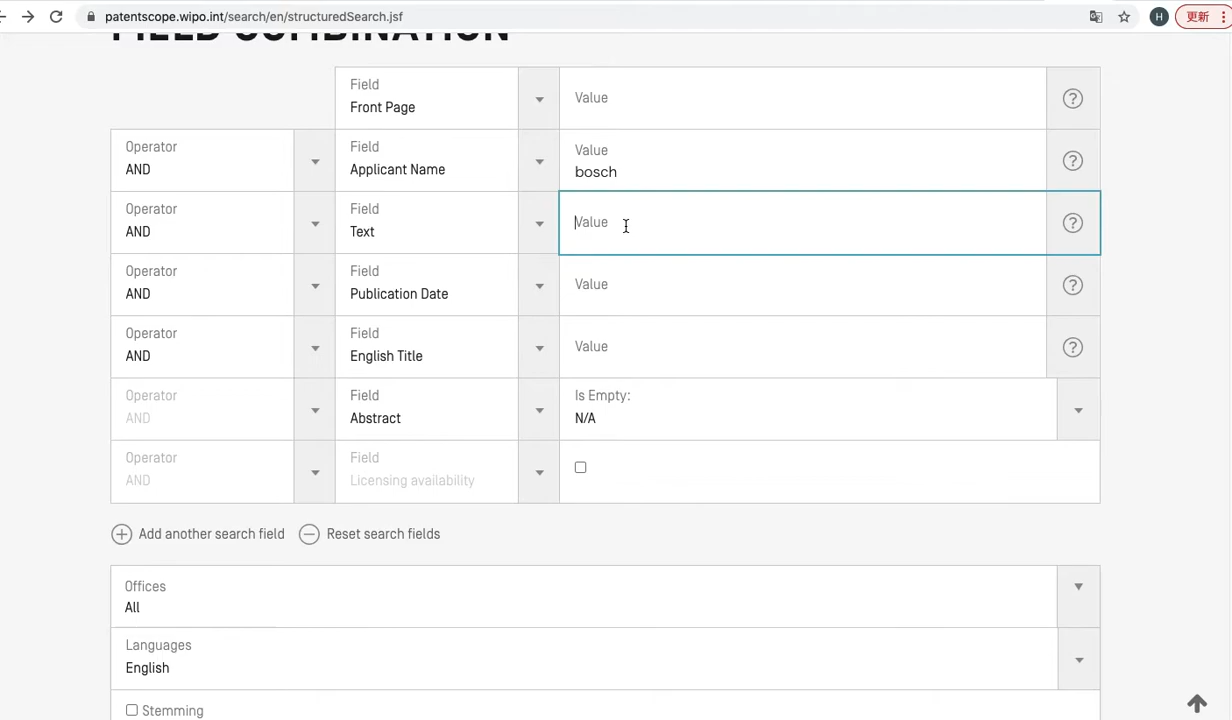 patentscope.wipo.int/search/en/structuredSearch.jsf
H
更新
FIELD COMBINATION
Field
Front Page
Value
?
Operator
AND
Field
Applicant Name
Value
bosch
?
Operator
AND
Field
Text
Value
?
Operator
AND
Field
Publication Date
Value
?
Operator
AND
Field
English Title
Value
?
Operator
AND
Field
Abstract
Is Empty:
N/A
Operator
AND
Field
Licensing availability
Add another search field
Reset search fields
Offices
All
Languages
English
Stemming